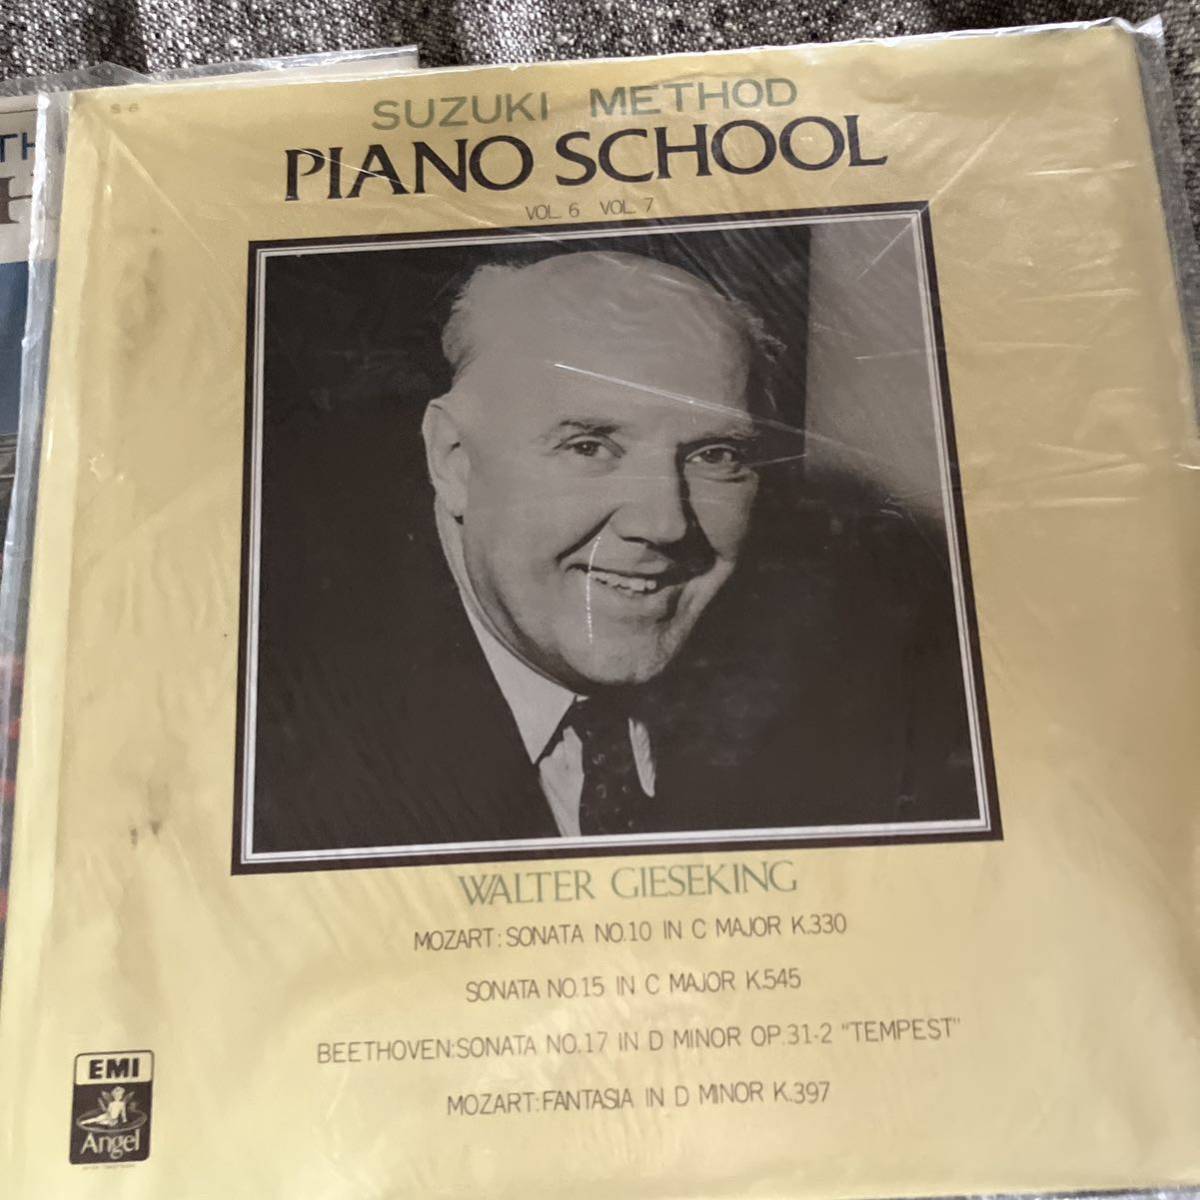 S-6
SUZUKI METHOD
PIANO SCHOOL
VOL. 6 VOL. 7
WALTER GIESEKING
MOZART: SONATA NO.10 IN C MAJOR K.330
SONATA NO.15 IN C MAJOR K.545
BEETHOVEN:SONATA NO.17 IN D MINOR OP.31-2 "TEMPEST"
MOZART:FANTASIA IN D MINOR K.397
EMI
Angel
TH
H